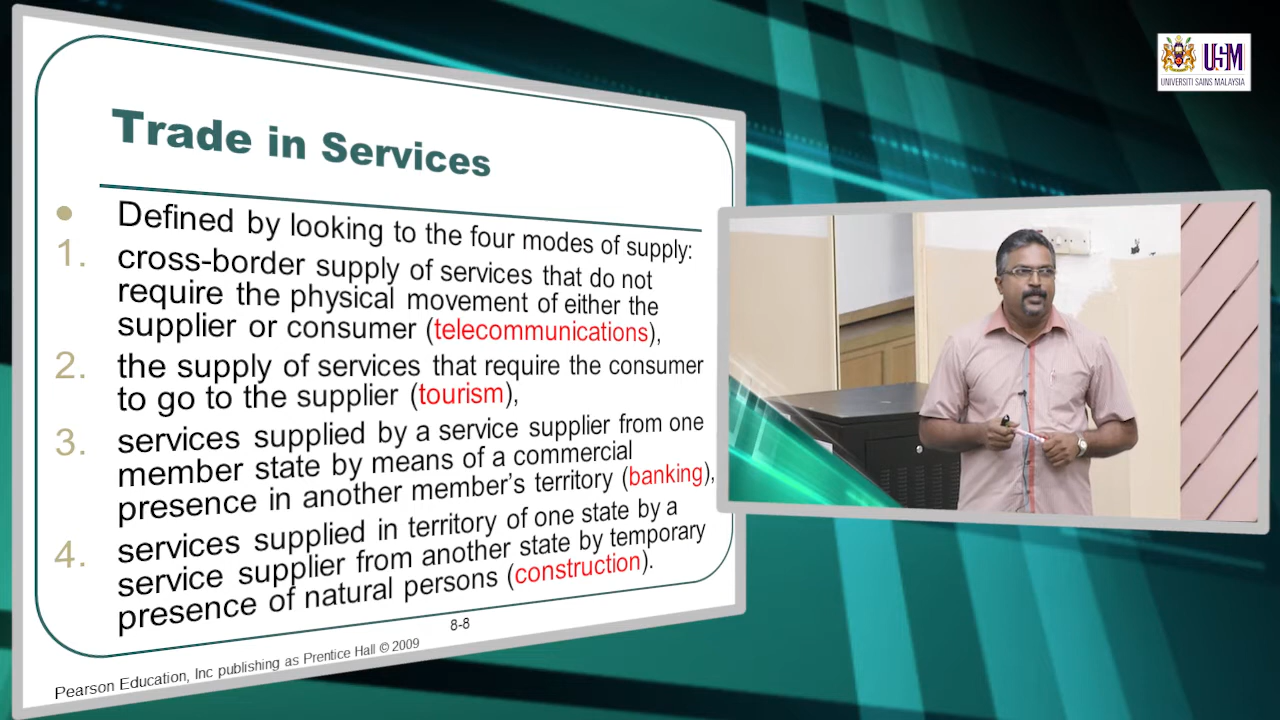 Trade in Services
• Defined by looking to the four modes of supply:
1. cross-border supply of services that do not
require the physical movement of either the
supplier or consumer (telecommunications),
2. the supply of services that require the consumer
to go to the supplier (tourism),
3. services supplied by a service supplier from one
member state by means of a commercial
presence in another member’s territory (banking),
4. services supplied in territory of one state by a
service supplier from another state by temporary
presence of natural persons (construction).
8-8
Pearson Education, Inc publishing as Prentice Hall © 2009
USM
UNIVERSITI SAINS MALAYSIA